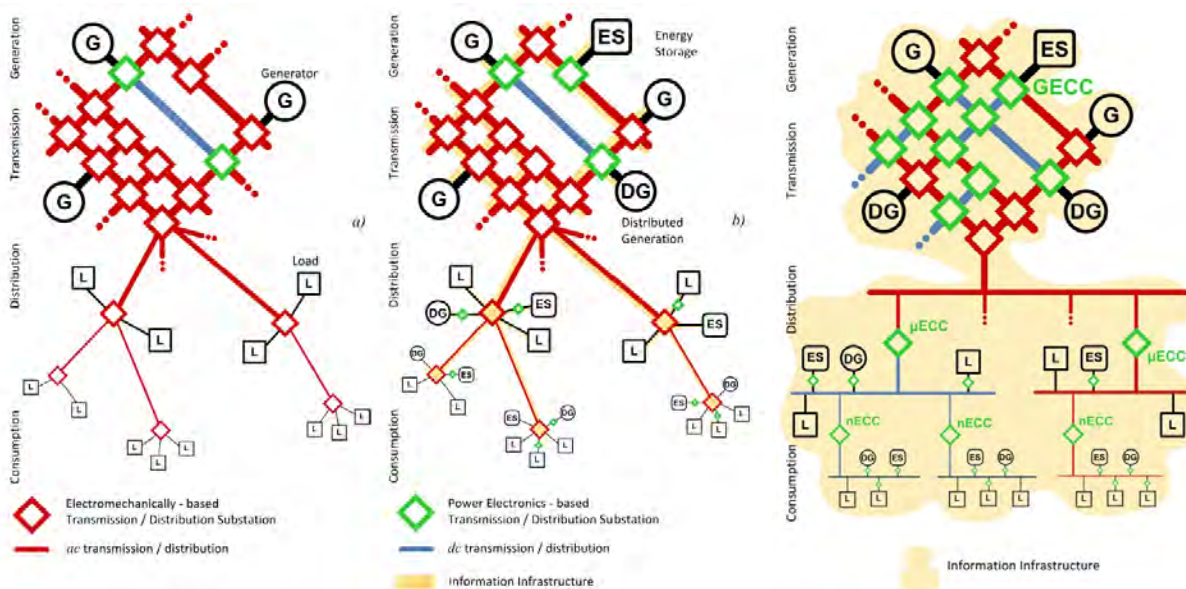 Generation
Transmission
Distribution
Consumption
G
Generator
G
G
Load
L
L
L
L
L
L
L
L
L
L
L
L
a)
Generation
Transmission
Distribution
Consumption
G
ES
Energy
Storage
G
G
DG
Distributed
Generation
L
DG
ES
L
DG
ES
L
L
ES
DG
L
L
L
L
L
ES
DG
ES
L
L
L
b)
Generation
Transmission
Distribution
Consumption
G
ES
GECC
G
DG
DG
µECC
µECC
ES
DG
L
L
ES
L
L
L
nECC
nECC
nECC
DG
ES
ES
DG
ES
DG
L
L
L
L
L
L
L
L
Electromechanically - based
Transmission / Distribution Substation
ac transmission / distribution
Power Electronics - based
Transmission / Distribution Substation
dc transmission / distribution
Information Infrastructure
Information Infrastructure